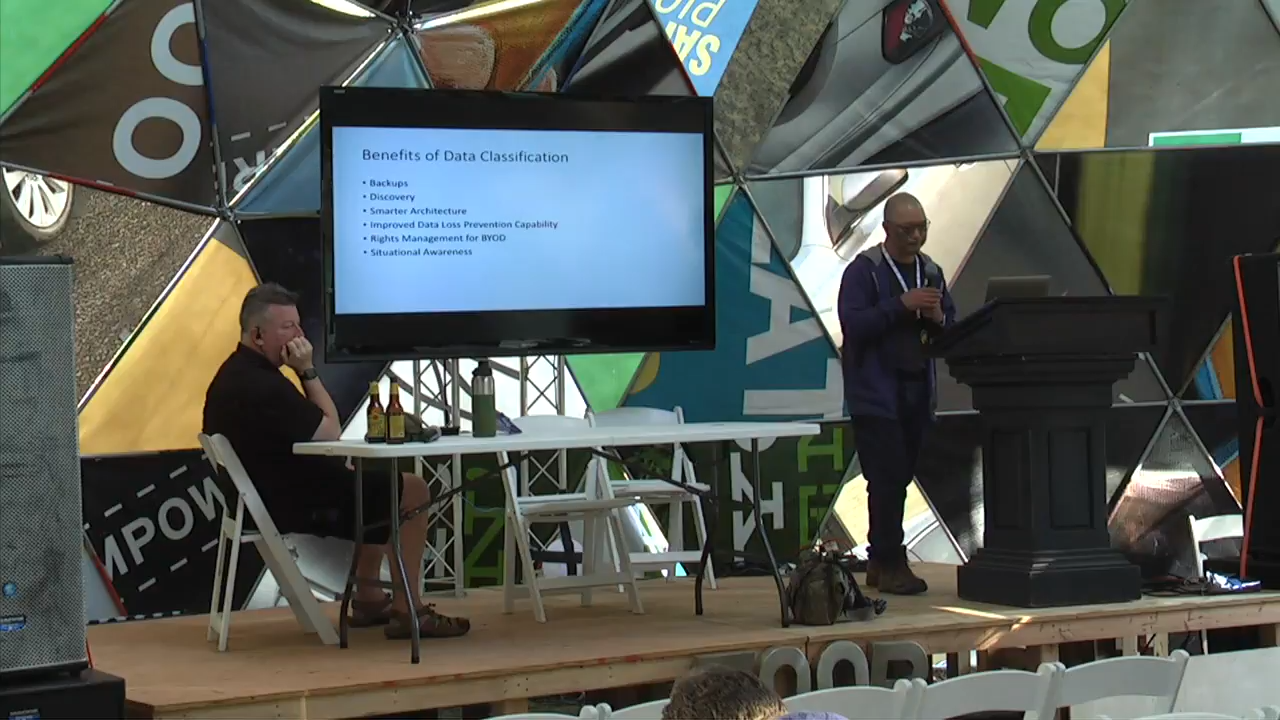 Benefits of Data Classification
• Backups
• Discovery
• Smarter Architecture
• Improved Data Loss Prevention Capability
• Rights Management for BYOD
• Situational Awareness
MPOW